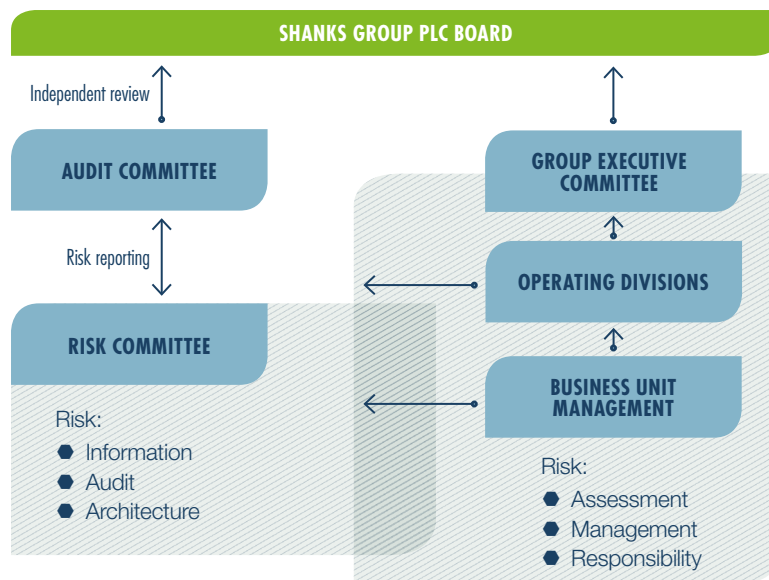 SHANKS GROUP PLC BOARD
Independent review
AUDIT COMMITTEE
Risk reporting
RISK COMMITTEE
Risk:
Information
Audit
Architecture
GROUP EXECUTIVE
COMMITTEE
OPERATING DIVISIONS
BUSINESS UNIT
MANAGEMENT
Risk:
Assessment
Management
Responsibility